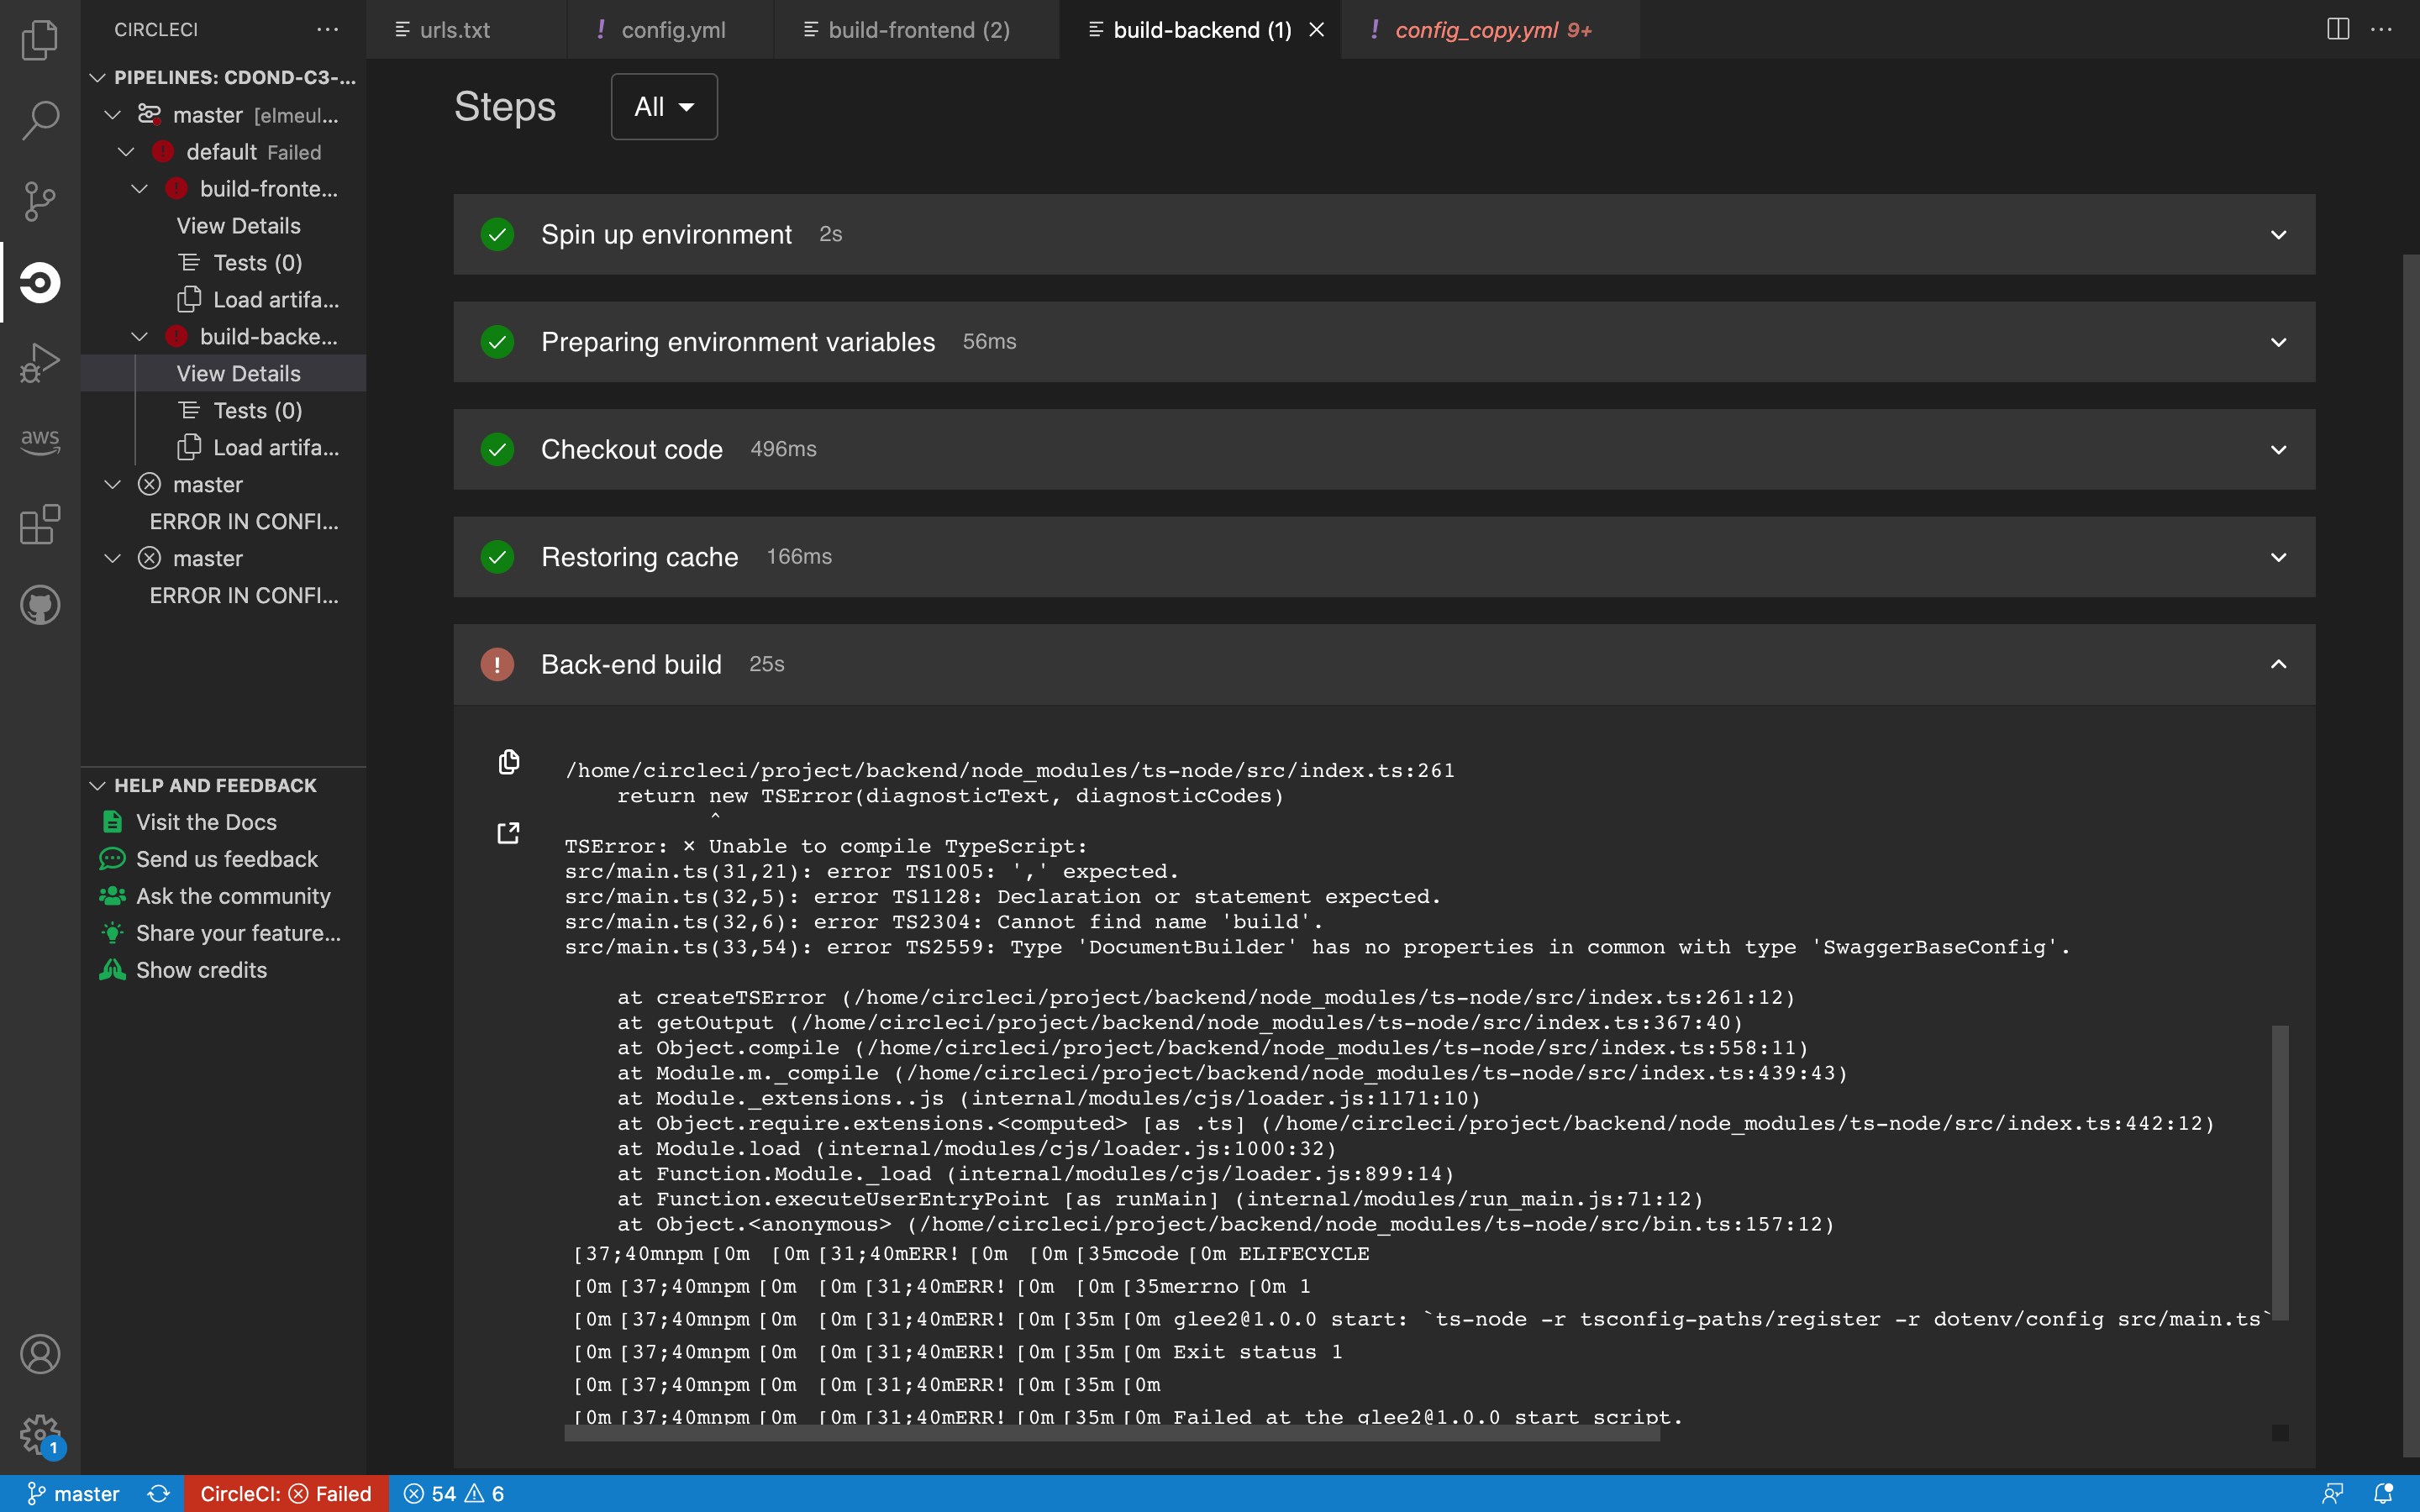 CIRCLECI
PIPELINES: CDOND-C3-...
master [elmeul...
default Failed
build-fronte...
View Details
Tests (0)
Load artifa...
build-backe...
View Details
Tests (0)
Load artifa...
master
ERROR IN CONFI...
master
ERROR IN CONFI...
aws
HELP AND FEEDBACK
Visit the Docs
Send us feedback
Ask the community
Share your feature...
Show credits
1
urls.txt
! config.yml
build-frontend (2)
build-backend (1)
! config_copy.yml 9+
Steps
All
Spin up environment 2s
Preparing environment variables 56ms
Checkout code 496ms
Restoring cache 166ms
! Back-end build 25s
/home/circleci/project/backend/node_modules/ts-node/src/index.ts:261
    return new TSError(diagnosticText, diagnosticCodes)
           ^
TSError: × Unable to compile TypeScript:
src/main.ts(31,21): error TS1005: ',' expected.
src/main.ts(32,5): error TS1128: Declaration or statement expected.
src/main.ts(32,6): error TS2304: Cannot find name 'build'.
src/main.ts(33,54): error TS2559: Type 'DocumentBuilder' has no properties in common with type 'SwaggerBaseConfig'.
    at createTSError (/home/circleci/project/backend/node_modules/ts-node/src/index.ts:261:12)
    at getOutput (/home/circleci/project/backend/node_modules/ts-node/src/index.ts:367:40)
    at Object.compile (/home/circleci/project/backend/node_modules/ts-node/src/index.ts:558:11)
    at Module.m._compile (/home/circleci/project/backend/node_modules/ts-node/src/index.ts:439:43)
    at Module._extensions..js (internal/modules/cjs/loader.js:1171:10)
    at Object.require.extensions.<computed> [as .ts] (/home/circleci/project/backend/node_modules/ts-node/src/index.ts:442:12)
    at Module.load (internal/modules/cjs/loader.js:1000:32)
    at Function.Module._load (internal/modules/cjs/loader.js:899:14)
    at Function.executeUserEntryPoint [as runMain] (internal/modules/run_main.js:71:12)
    at Object.<anonymous> (/home/circleci/project/backend/node_modules/ts-node/src/bin.ts:157:12)
[37;40mnpm [0m [0m [31;40mERR! [0m [0m [35mcode [0m ELIFECYCLE
[0m [37;40mnpm [0m [0m [31;40mERR! [0m [0m [35merrno [0m 1
[0m [37;40mnpm [0m [0m [31;40mERR! [0m [35m [0m glee2@1.0.0 start: `ts-node -r tsconfig-paths/register -r dotenv/config src/main.ts`
[0m [37;40mnpm [0m [0m [31;40mERR! [0m [35m [0m Exit status 1
[0m [37;40mnpm [0m [0m [31;40mERR! [0m [35m [0m
[0m [37;40mnpm [0m [0m [31;40mERR! [0m [35m [0m Failed at the glee2@1.0.0 start script.
master
CircleCI: Failed
54 6